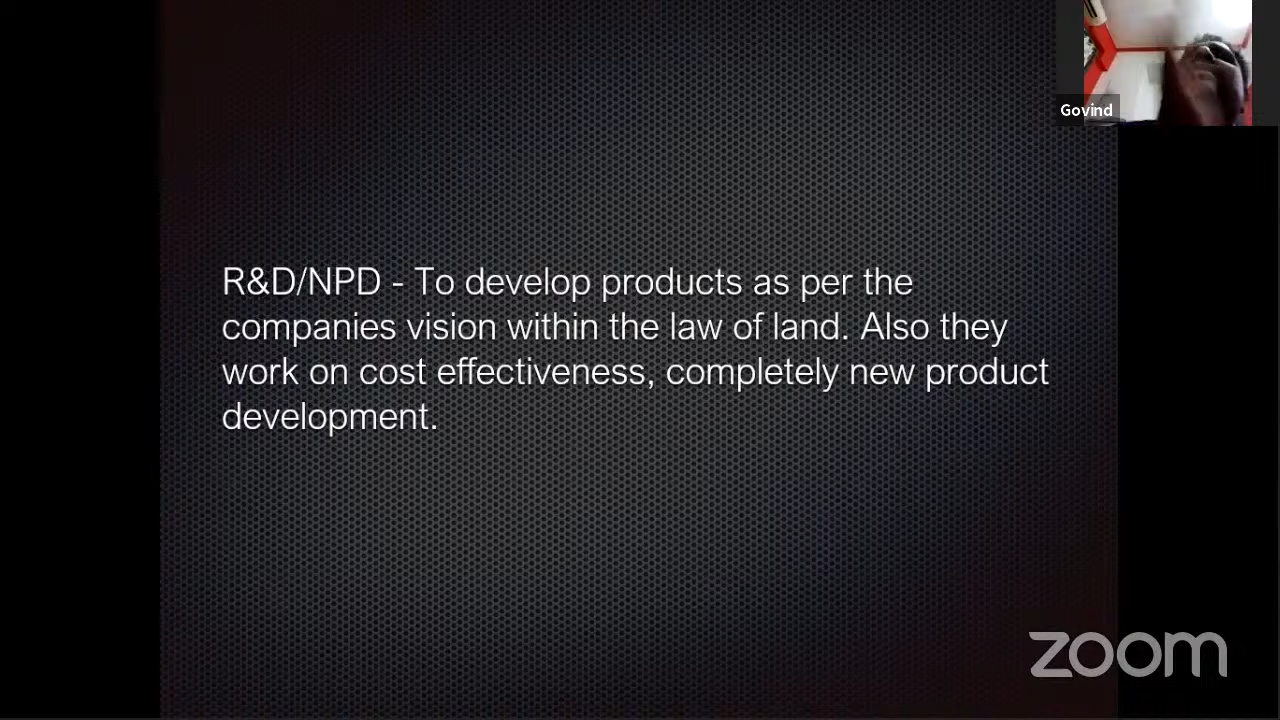 Govind
R&D/NPD - To develop products as per the
companies vision within the law of land. Also they
work on cost effectiveness, completely new product
development.
zoom